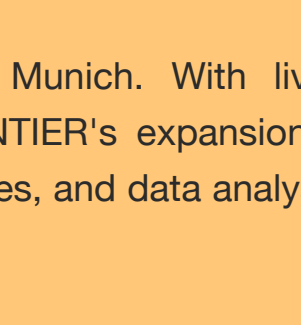 Munich. With liv
NTIER's expansion
es, and data analy